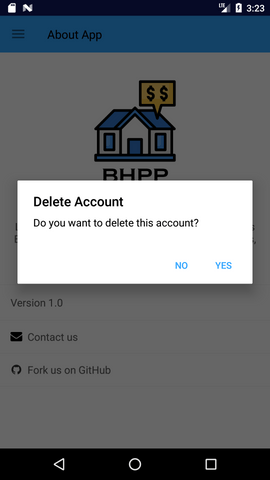 3:23
About App
$ $
BHPP
Delete Account
Do you want to delete this account?
NO YES
Version 1.0
Contact us
Fork us on GitHub